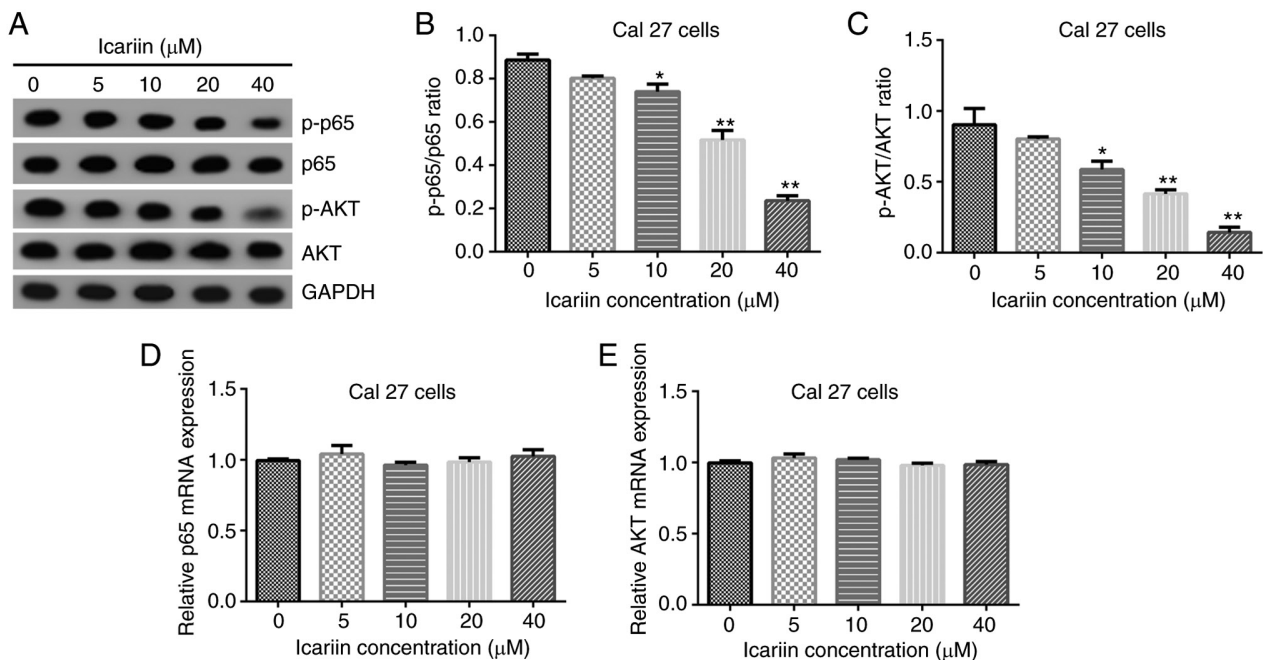 A
Icariin (μM)
0 5 10 20 40
p-p65
p65
p-AKT
AKT
GAPDH
B
Cal 27 cells
p-p65/p65 ratio
1.0
0.8
0.6
0.4
0.2
0.0
*
**
**
0 5 10 20 40
Icariin concentration (μM)
C
Cal 27 cells
p-AKT/AKT ratio
1.5
1.0
0.5
0.0
*
**
**
0 5 10 20 40
Icariin concentration (μM)
D
Cal 27 cells
Relative p65 mRNA expression
1.5
1.0
0.5
0.0
0 5 10 20 40
Icariin concentration (μM)
E
Cal 27 cells
Relative AKT mRNA expression
1.5
1.0
0.5
0.0
0 5 10 20 40
Icariin concentration (μM)